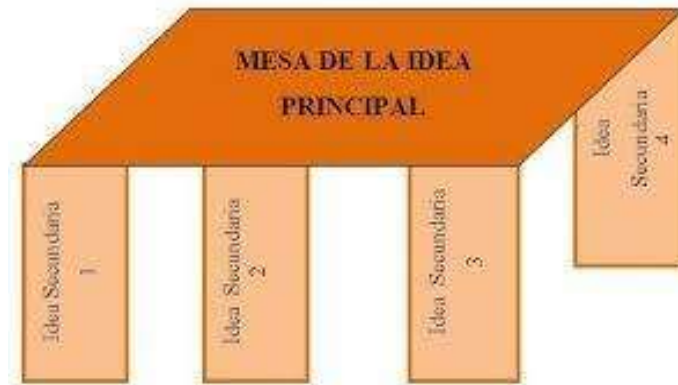 MESA DE LA IDEA
PRINCIPAL
Idea Secundaria
1
Idea Secundaria
2
Idea Secundaria
3
Idea
Secundaria
4